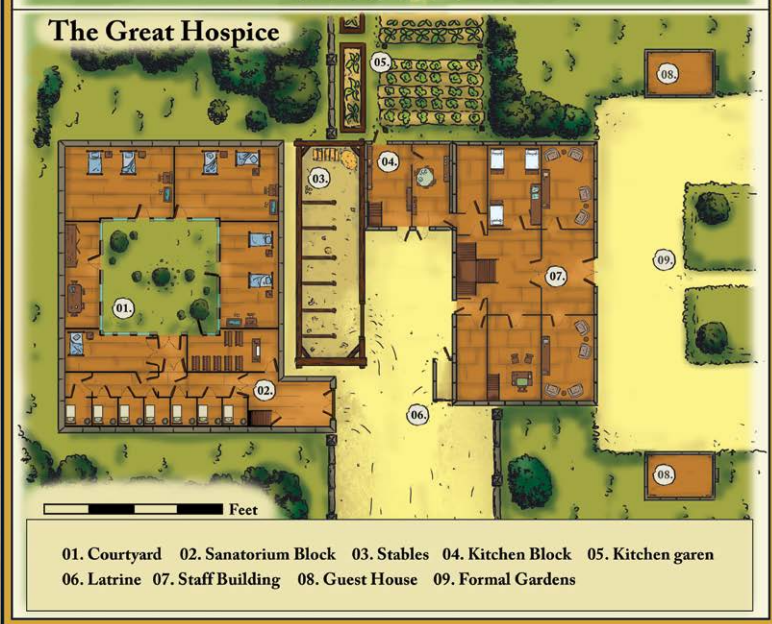 The Great Hospice
05.
08.
04.
03.
09.
07.
01.
02.
06.
08.
Feet
01. Courtyard 02. Sanatorium Block 03. Stables 04. Kitchen Block 05. Kitchen garen
06. Latrine 07. Staff Building 08. Guest House 09. Formal Gardens